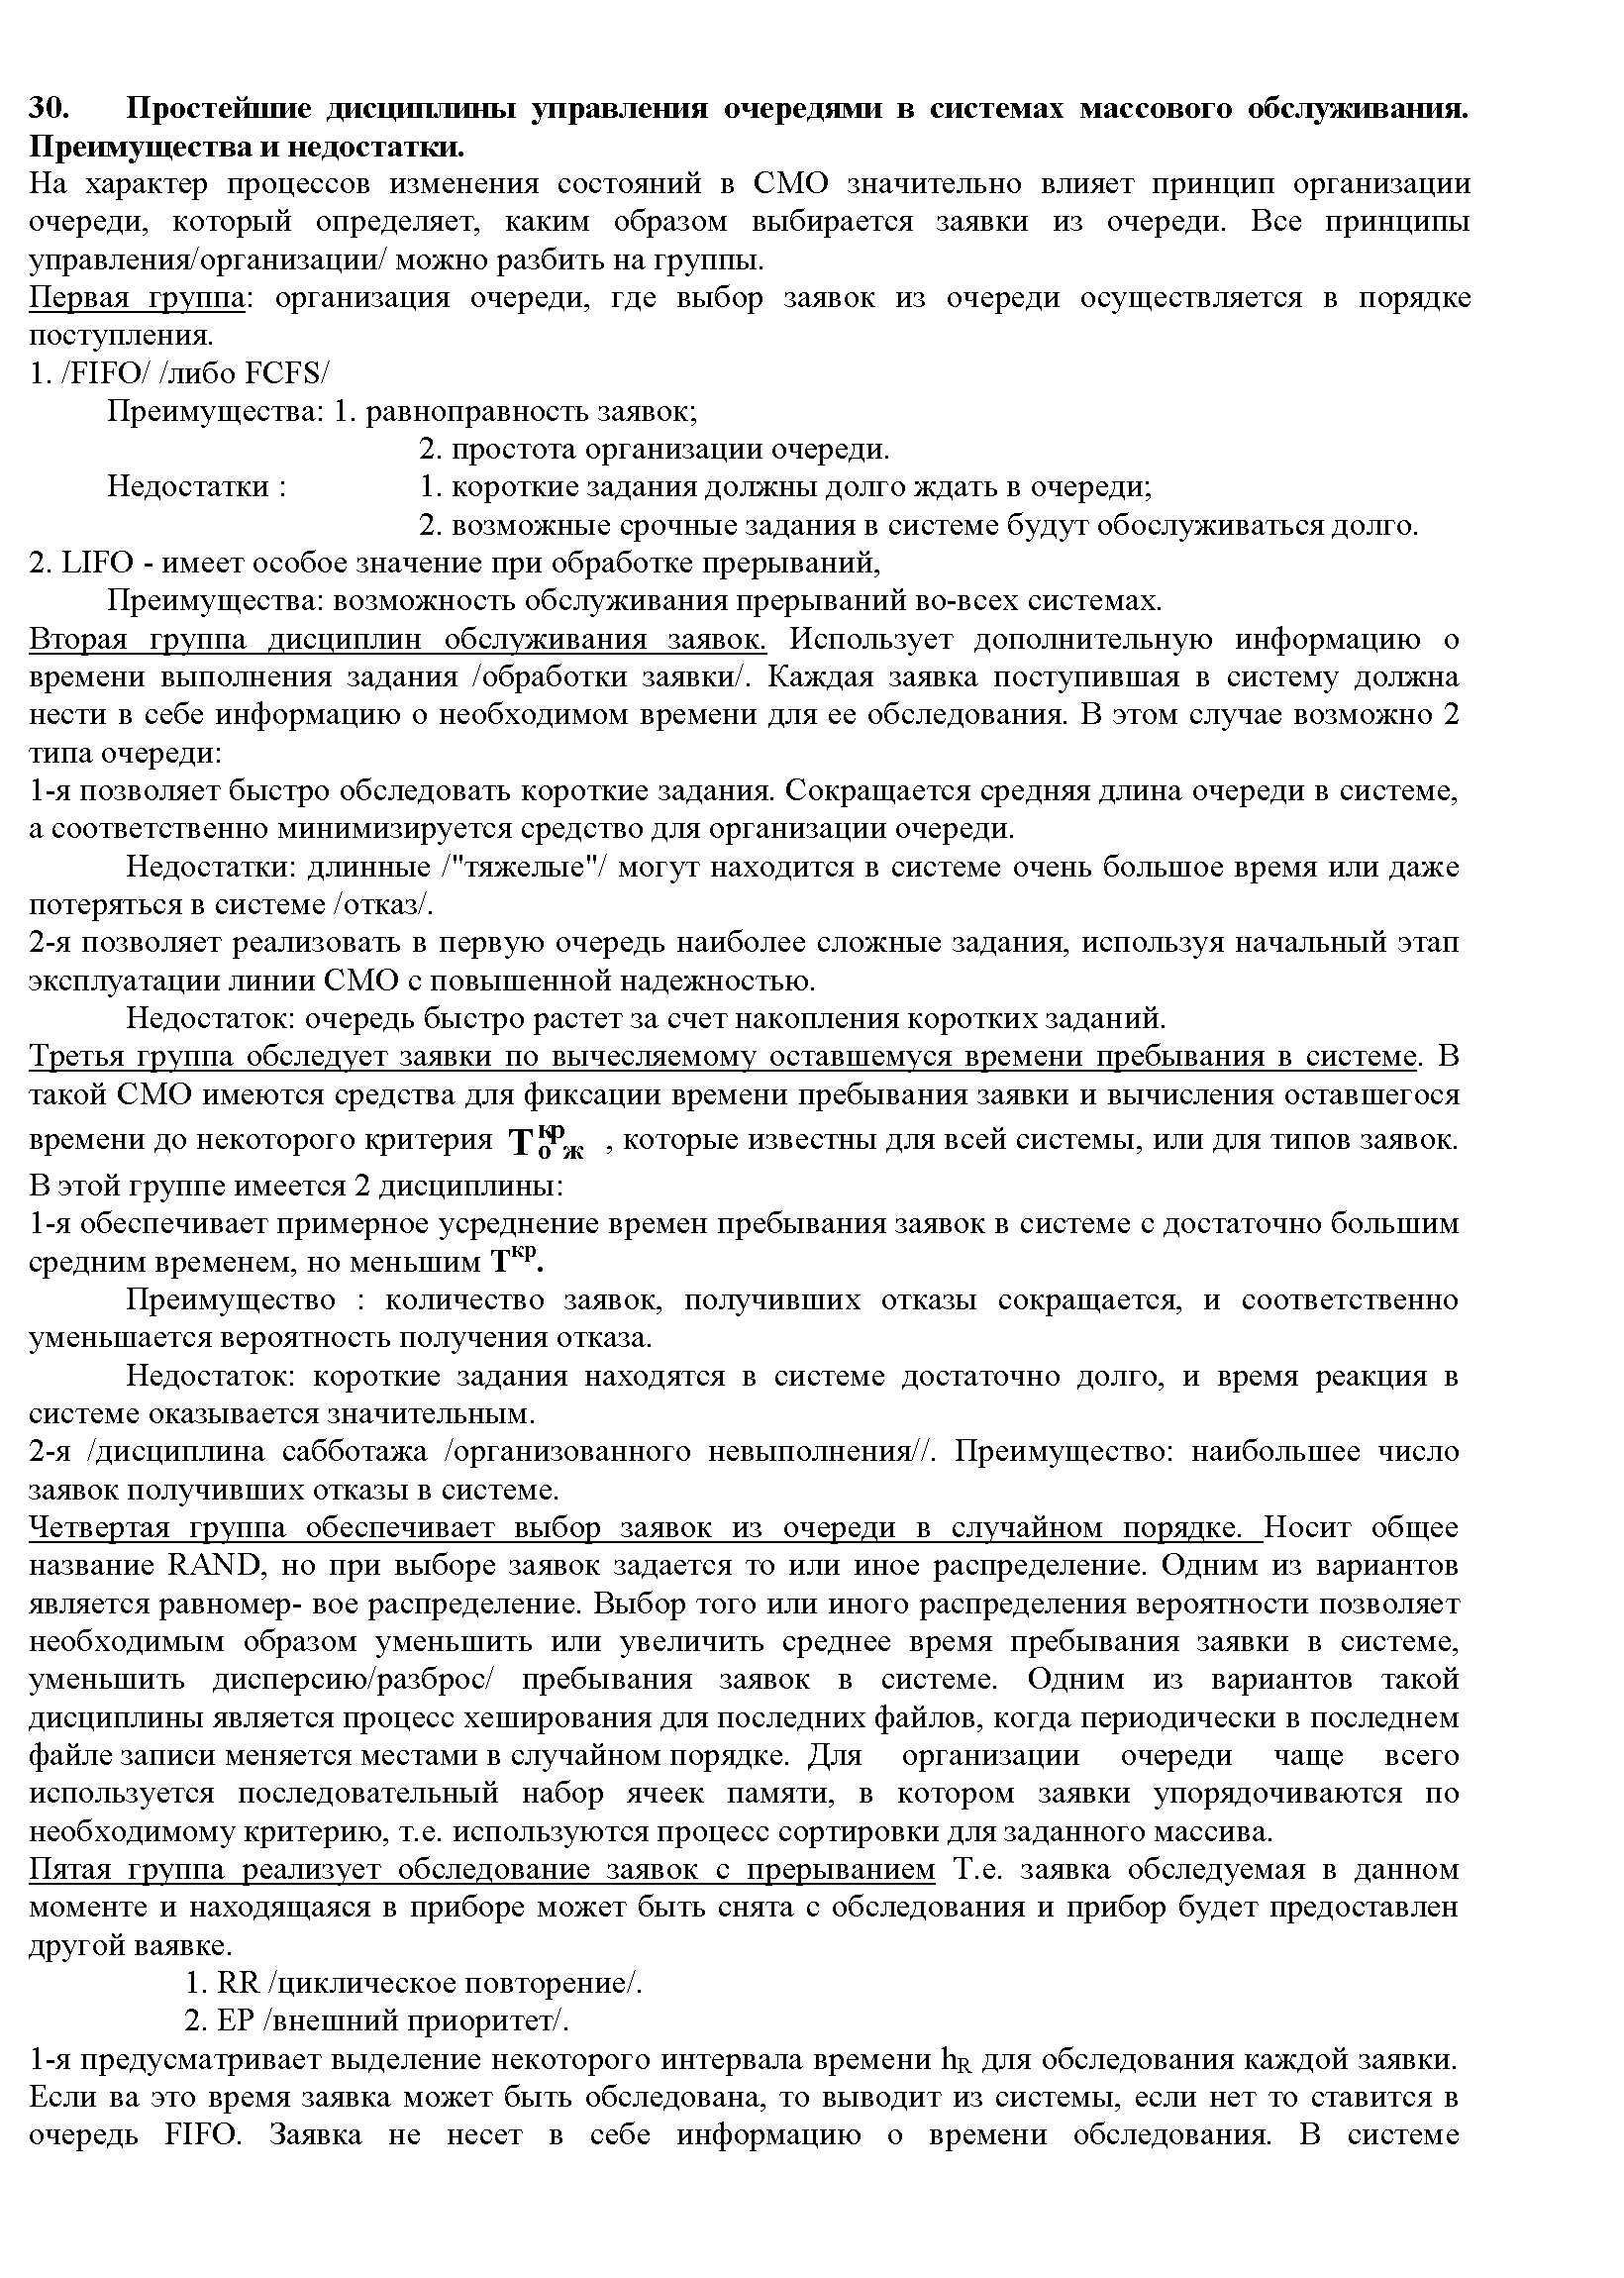 30. Простейшие дисциплины управления очередями в системах массового обслуживания.
Преимущества и недостатки.
На характер процессов изменения состояний в СМО значительно влияет принцип организации
очереди, который определяет, каким образом выбирается заявки из очереди. Все принципы
управления/организации/ можно разбить на группы.
Первая группа: организация очереди, где выбор заявок из очереди осуществляется в порядке
поступления.
1. /FIFO/ /либо FCFS/
Преимущества: 1. равноправность заявок;
2. простота организации очереди.
Недостатки : 1. короткие задания должны долго ждать в очереди;
2. возможные срочные задания в системе будут обослуживаться долго.
2. LIFO - имеет особое значение при обработке прерываний,
Преимущества: возможность обслуживания прерываний во-всех системах.
Вторая группа дисциплин обслуживания заявок. Использует дополнительную информацию о
времени выполнения задания /обработки заявки/. Каждая заявка поступившая в систему должна
нести в себе информацию о необходимом времени для ее обследования. В этом случае возможно 2
типа очереди:
1-я позволяет быстро обследовать короткие задания. Сокращается средняя длина очереди в системе,
а соответственно минимизируется средство для организации очереди.
Недостатки: длинные /"тяжелые"/ могут находится в системе очень большое время или даже
потеряться в системе /отказ/.
2-я позволяет реализовать в первую очередь наиболее сложные задания, используя начальный этап
эксплуатации линии СМО с повышенной надежностью.
Недостаток: очередь быстро растет за счет накопления коротких заданий.
Третья группа обследует заявки по вычесляемому оставшемуся времени пребывания в системе. В
такой СМО имеются средства для фиксации времени пребывания заявки и вычисления оставшегося
времени до некоторого критерия T кр о ж , которые известны для всей системы, или для типов заявок.
В этой группе имеется 2 дисциплины:
1-я обеспечивает примерное усреднение времен пребывания заявок в системе с достаточно большим
средним временем, но меньшим Tкр.
Преимущество : количество заявок, получивших отказы сокращается, и соответственно
уменьшается вероятность получения отказа.
Недостаток: короткие задания находятся в системе достаточно долго, и время реакция в
системе оказывается значительным.
2-я /дисциплина сабботажа /организованного невыполнения//. Преимущество: наибольшее число
заявок получивших отказы в системе.
Четвертая группа обеспечивает выбор заявок из очереди в случайном порядке. Носит общее
название RAND, но при выборе заявок задается то или иное распределение. Одним из вариантов
является равномер- вое распределение. Выбор того или иного распределения вероятности позволяет
необходимым образом уменьшить или увеличить среднее время пребывания заявки в системе,
уменьшить дисперсию/разброс/ пребывания заявок в системе. Одним из вариантов такой
дисциплины является процесс хеширования для последних файлов, когда периодически в последнем
файле записи меняется местами в случайном порядке. Для организации очереди чаще всего
используется последовательный набор ячеек памяти, в котором заявки упорядочиваются по
необходимому критерию, т.е. используются процесс сортировки для заданного массива.
Пятая группа реализует обследование заявок с прерыванием Т.е. заявка обследуемая в данном
моменте и находящаяся в приборе может быть снята с обследования и прибор будет предоставлен
другой ваявке.
1. RR /циклическое повторение/.
2. EP /внешний приоритет/.
1-я предусматривает выделение некоторого интервала времени hR для обследования каждой заявки.
Если ва это время заявка может быть обследована, то выводит из системы, если нет то ставится в
очередь FIFO. Заявка не несет в себе информацию о времени обследования. В системе